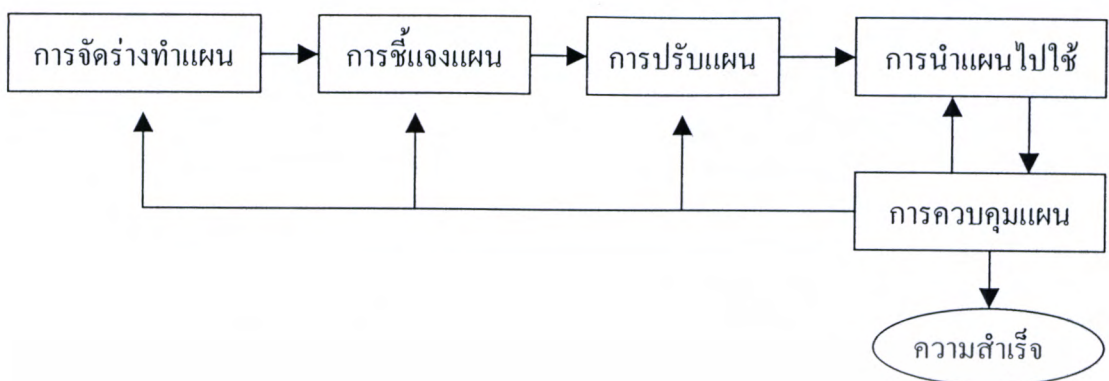 การจัดร่างทำแผน
การชี้แจงแผน
การปรับแผน
การนำแผนไปใช้
การควบคุมแผน
ความสำเร็จ